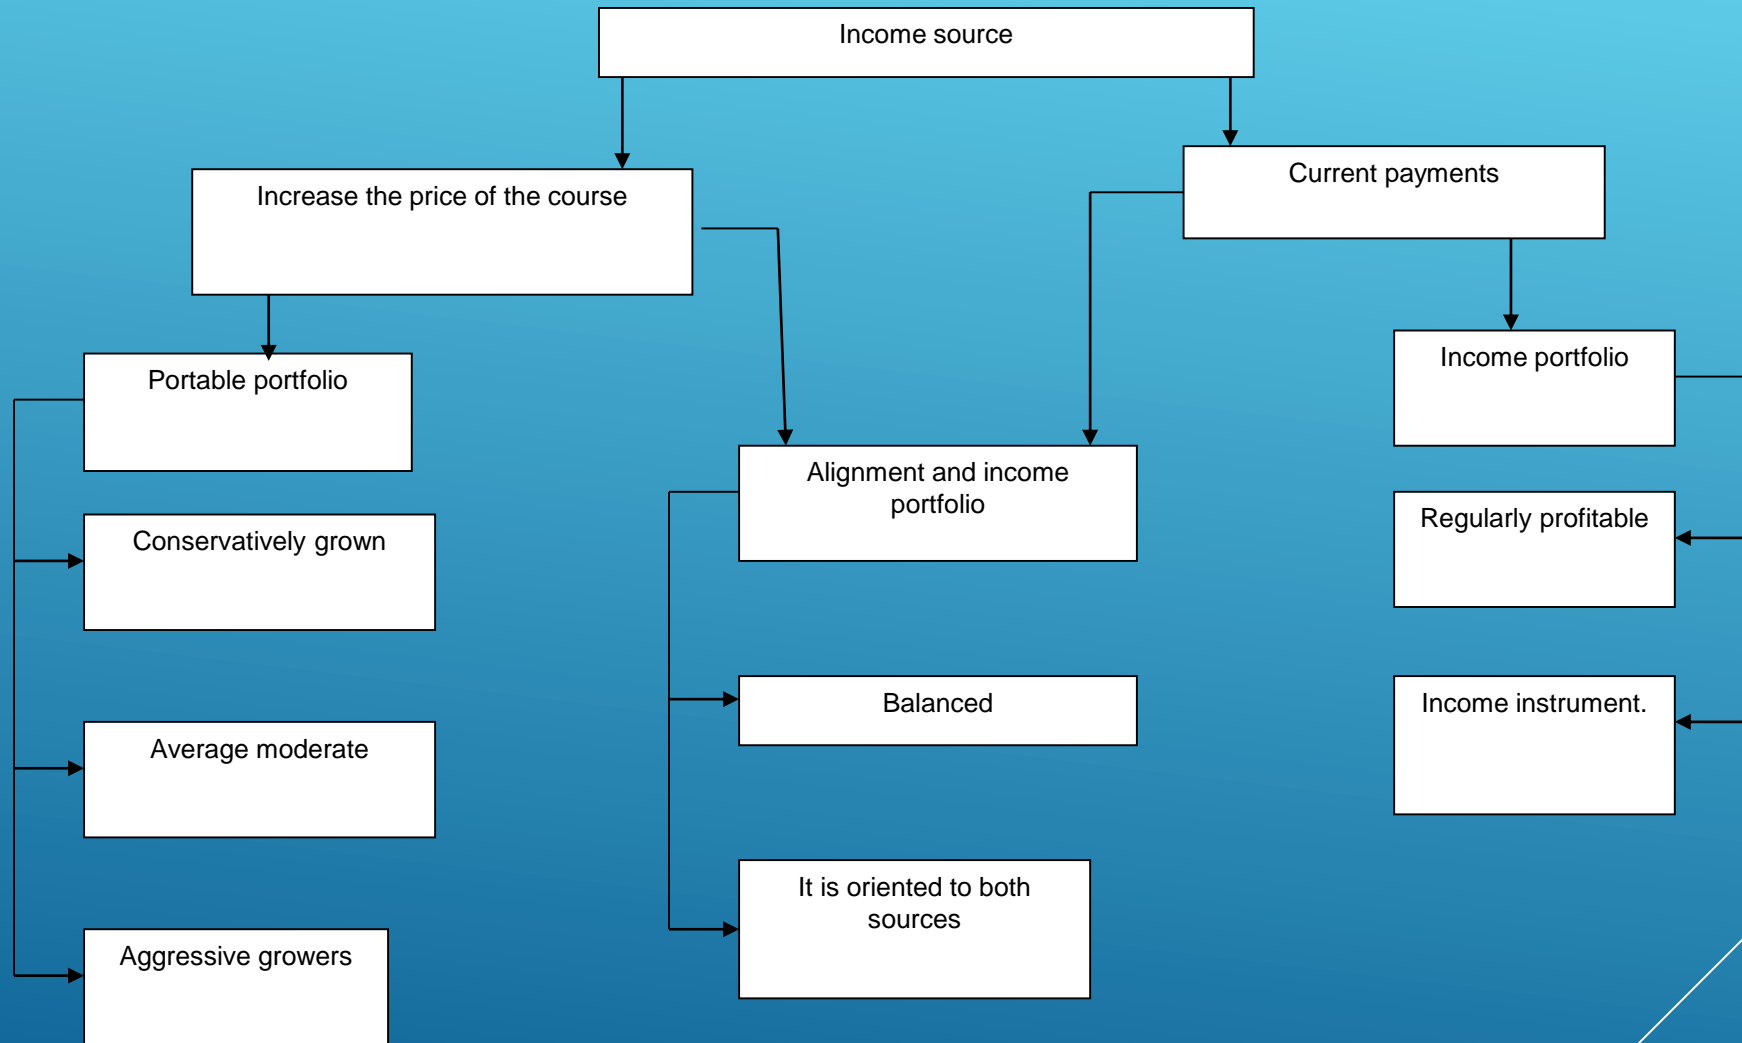 Income source
Increase the price of the course
Current payments
Portable portfolio
Income portfolio
Alignment and income
portfolio
Conservatively grown
Regularly profitable
Average moderate
Balanced
Income instrument.
Aggressive growers
It is oriented to both
sources